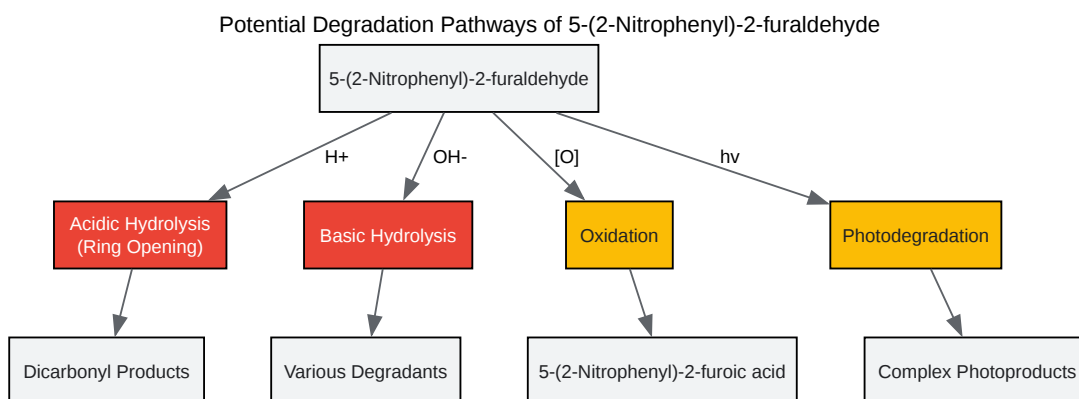 Potential Degradation Pathways of 5-(2-Nitrophenyl)-2-furaldehyde
5-(2-Nitrophenyl)-2-furaldehyde
H+
OH-
[O]
hv
Acidic Hydrolysis
(Ring Opening)
Basic Hydrolysis
Oxidation
Photodegradation
Dicarbonyl Products
Various Degradants
5-(2-Nitrophenyl)-2-furoic acid
Complex Photoproducts